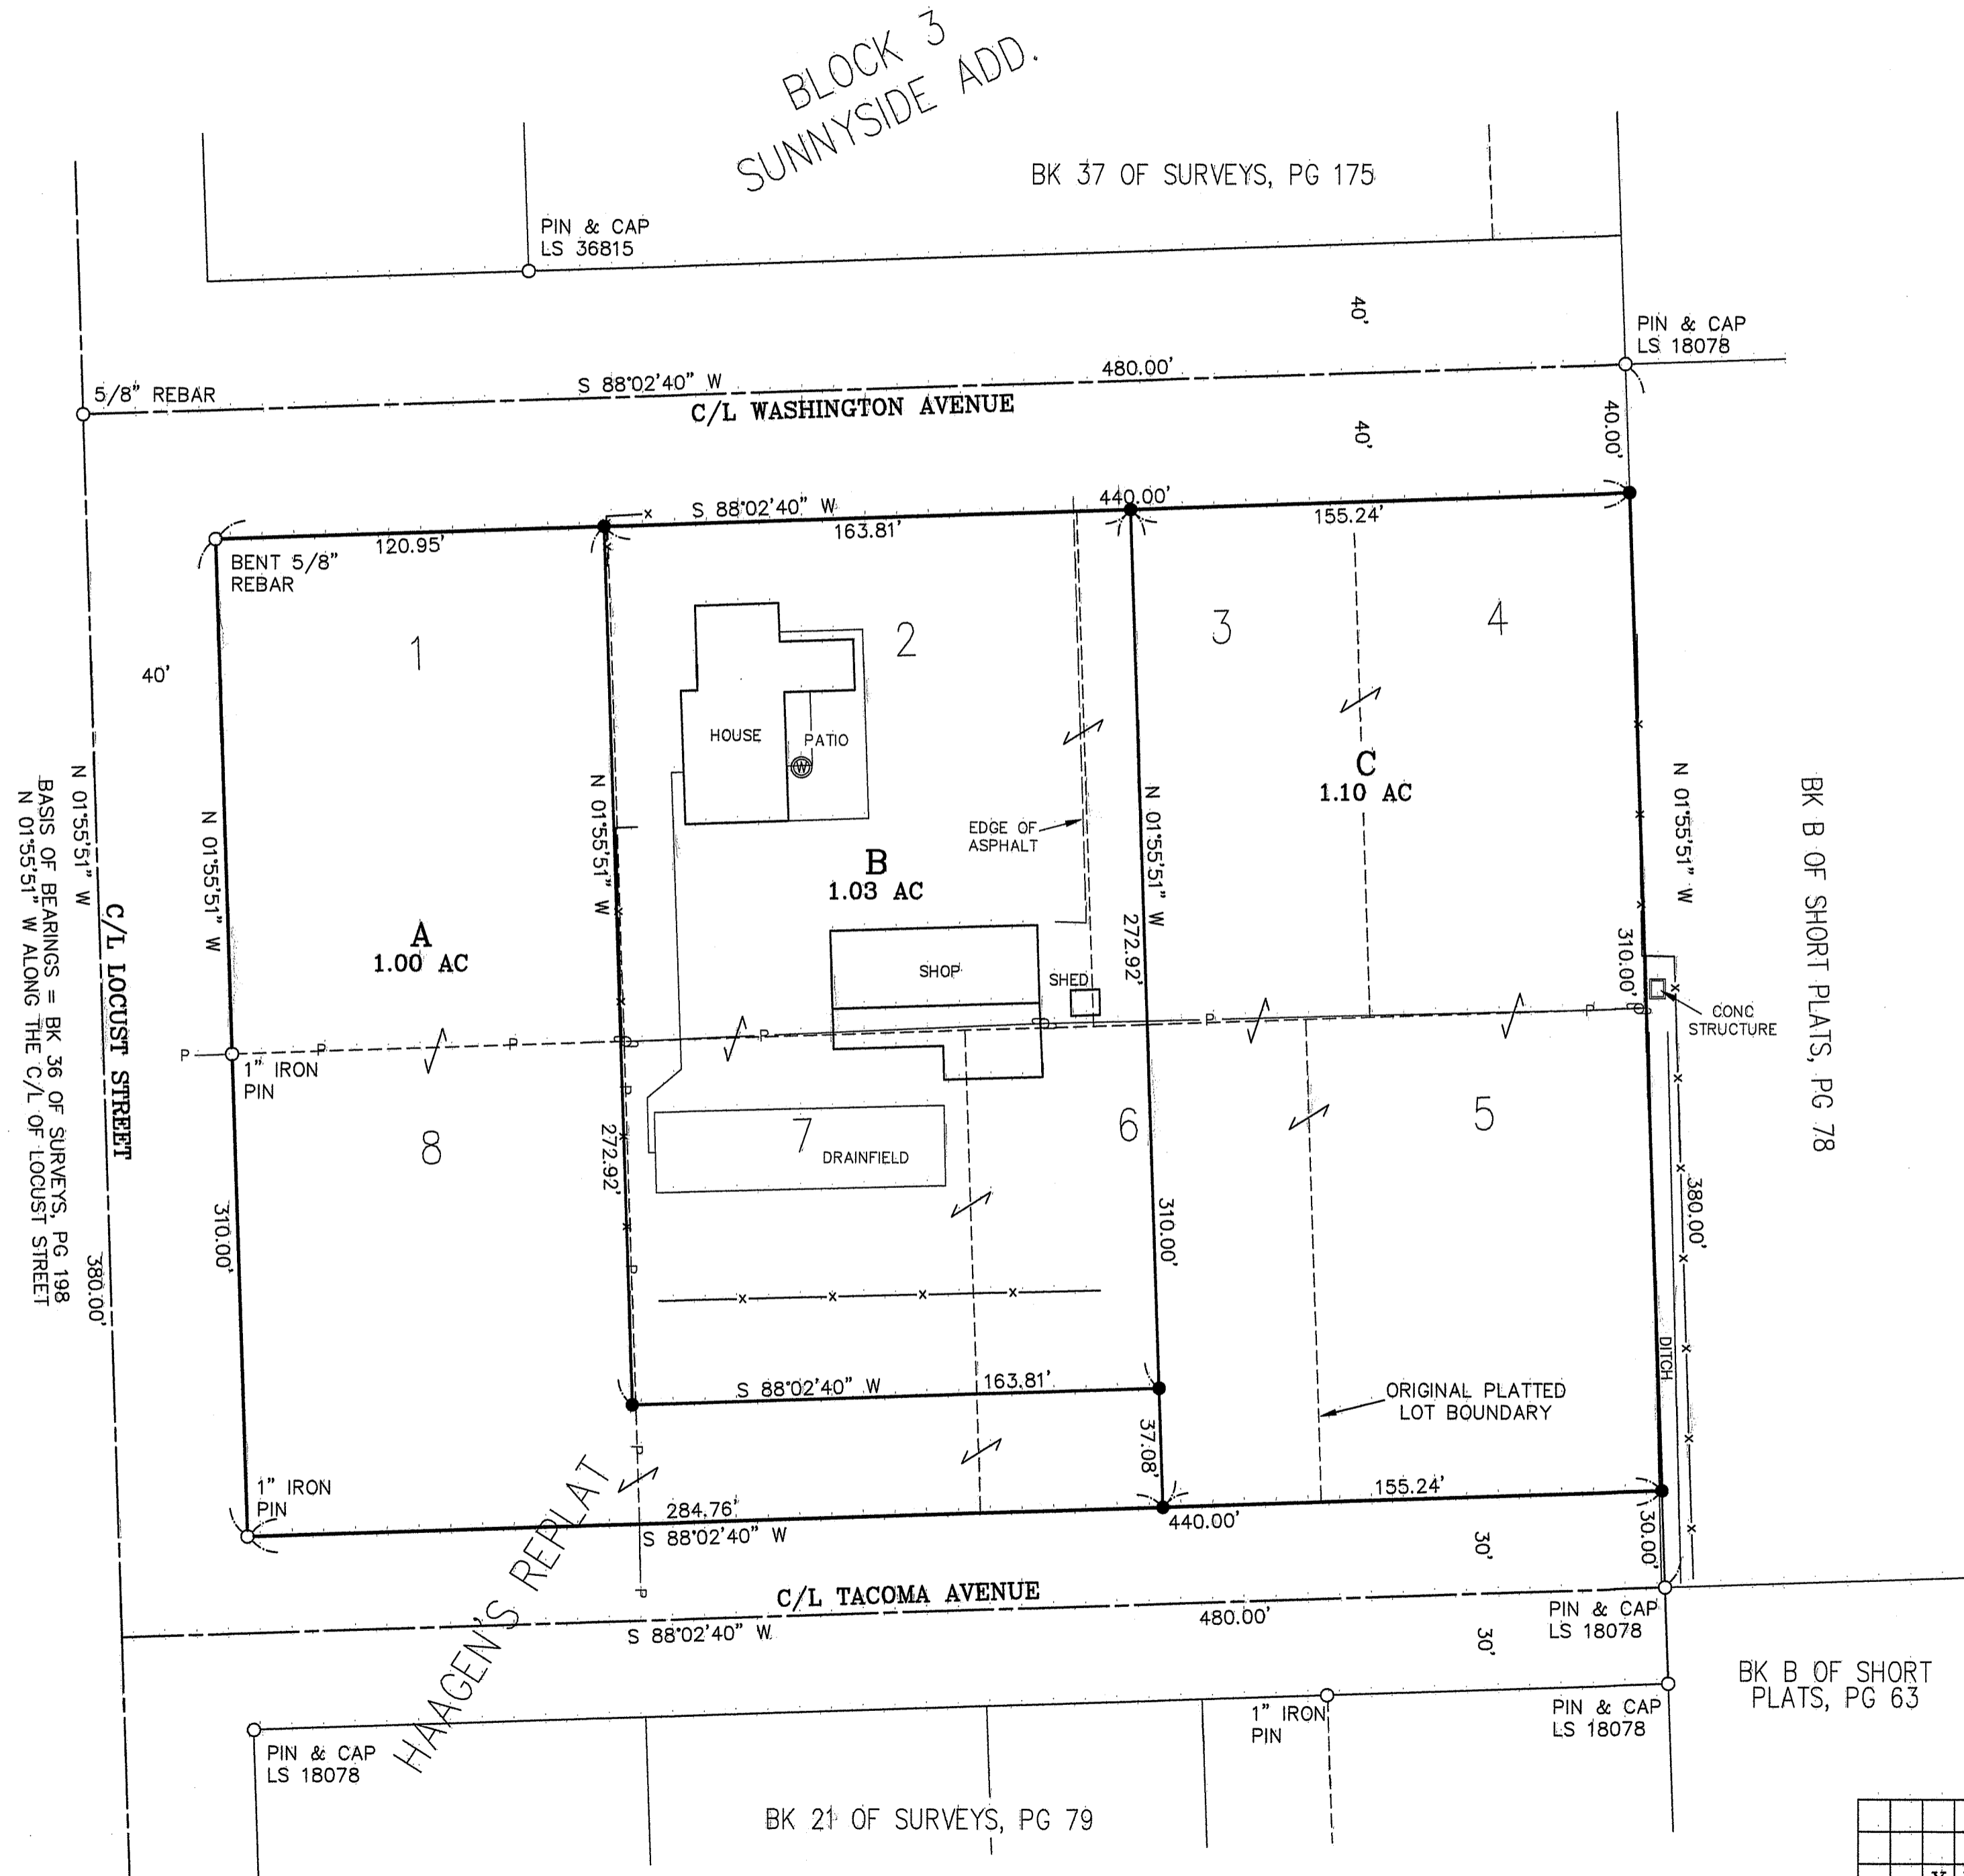 BLOCK 3
SUNNYSIDE ADD.
BK 37 OF SURVEYS, PG 175
PIN & CAP
LS 36815
40'
PIN & CAP
LS 18078
5/8" REBAR
S 88°02'40" W
480.00'
C/L WASHINGTON AVENUE
40'
40.00'
S 88°02'40" W
440.00'
120.95'
163.81'
155.24'
BENT 5/8"
REBAR
1
2
3
4
40'
HOUSE
PATIO
W
C
1.10 AC
EDGE OF
ASPHALT
B
1.03 AC
A
1.00 AC
N 01°55'51" W
N 01°55'51" W
N 01°55'51" W
N 01°55'51" W
N 01°55'51" W
BASIS OF BEARINGS = BK 36 OF SURVEYS, PG 198
N 01°55'51" W ALONG THE C/L OF LOCUST STREET
C/L LOCUST STREET
272.92'
310.00'
BK B OF SHORT PLATS, PG 78
SHOP
SHED
CONC
STRUCTURE
P
P
P
P
P
P
1" IRON
PIN
P
8
7
6
5
DRAINFIELD
272.92'
310.00'
310.00'
380.00'
380.00'
P
DITCH
S 88°02'40" W
163.81'
ORIGINAL PLATTED
LOT BOUNDARY
37.08'
P
1" IRON
PIN
284.76'
S 88°02'40" W
155.24'
440.00'
30'
30.00'
HAAGEN'S REPLAT
P
C/L TACOMA AVENUE
S 88°02'40" W
480.00'
30'
PIN & CAP
LS 18078
BK B OF SHORT
PLATS, PG 63
1" IRON
PIN
PIN & CAP
LS 18078
PIN & CAP
LS 18078
BK 21 OF SURVEYS, PG 79